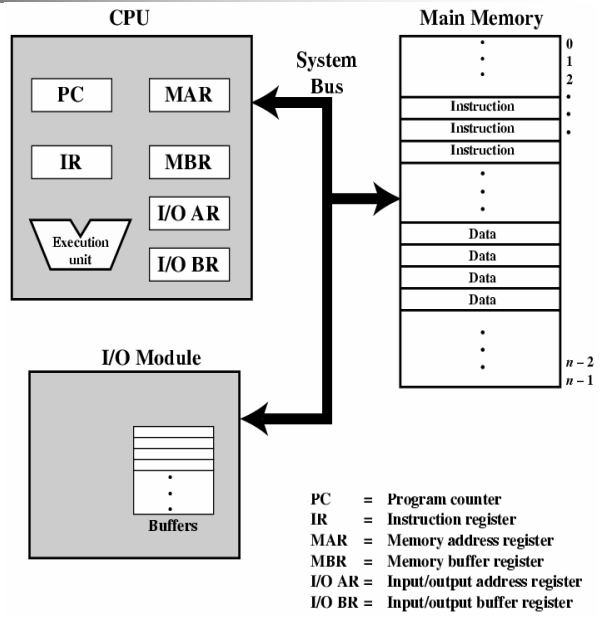 CPU
Main Memory
System
Bus
PC
MAR
IR
MBR
I/O AR
I/O BR
Execution
unit
0
1
2
Instruction
Instruction
Instruction
Data
Data
Data
Data
n – 2
n – 1
I/O Module
Buffers
PC = Program counter
IR = Instruction register
MAR = Memory address register
MBR = Memory buffer register
I/O AR = Input/output address register
I/O BR = Input/output buffer register